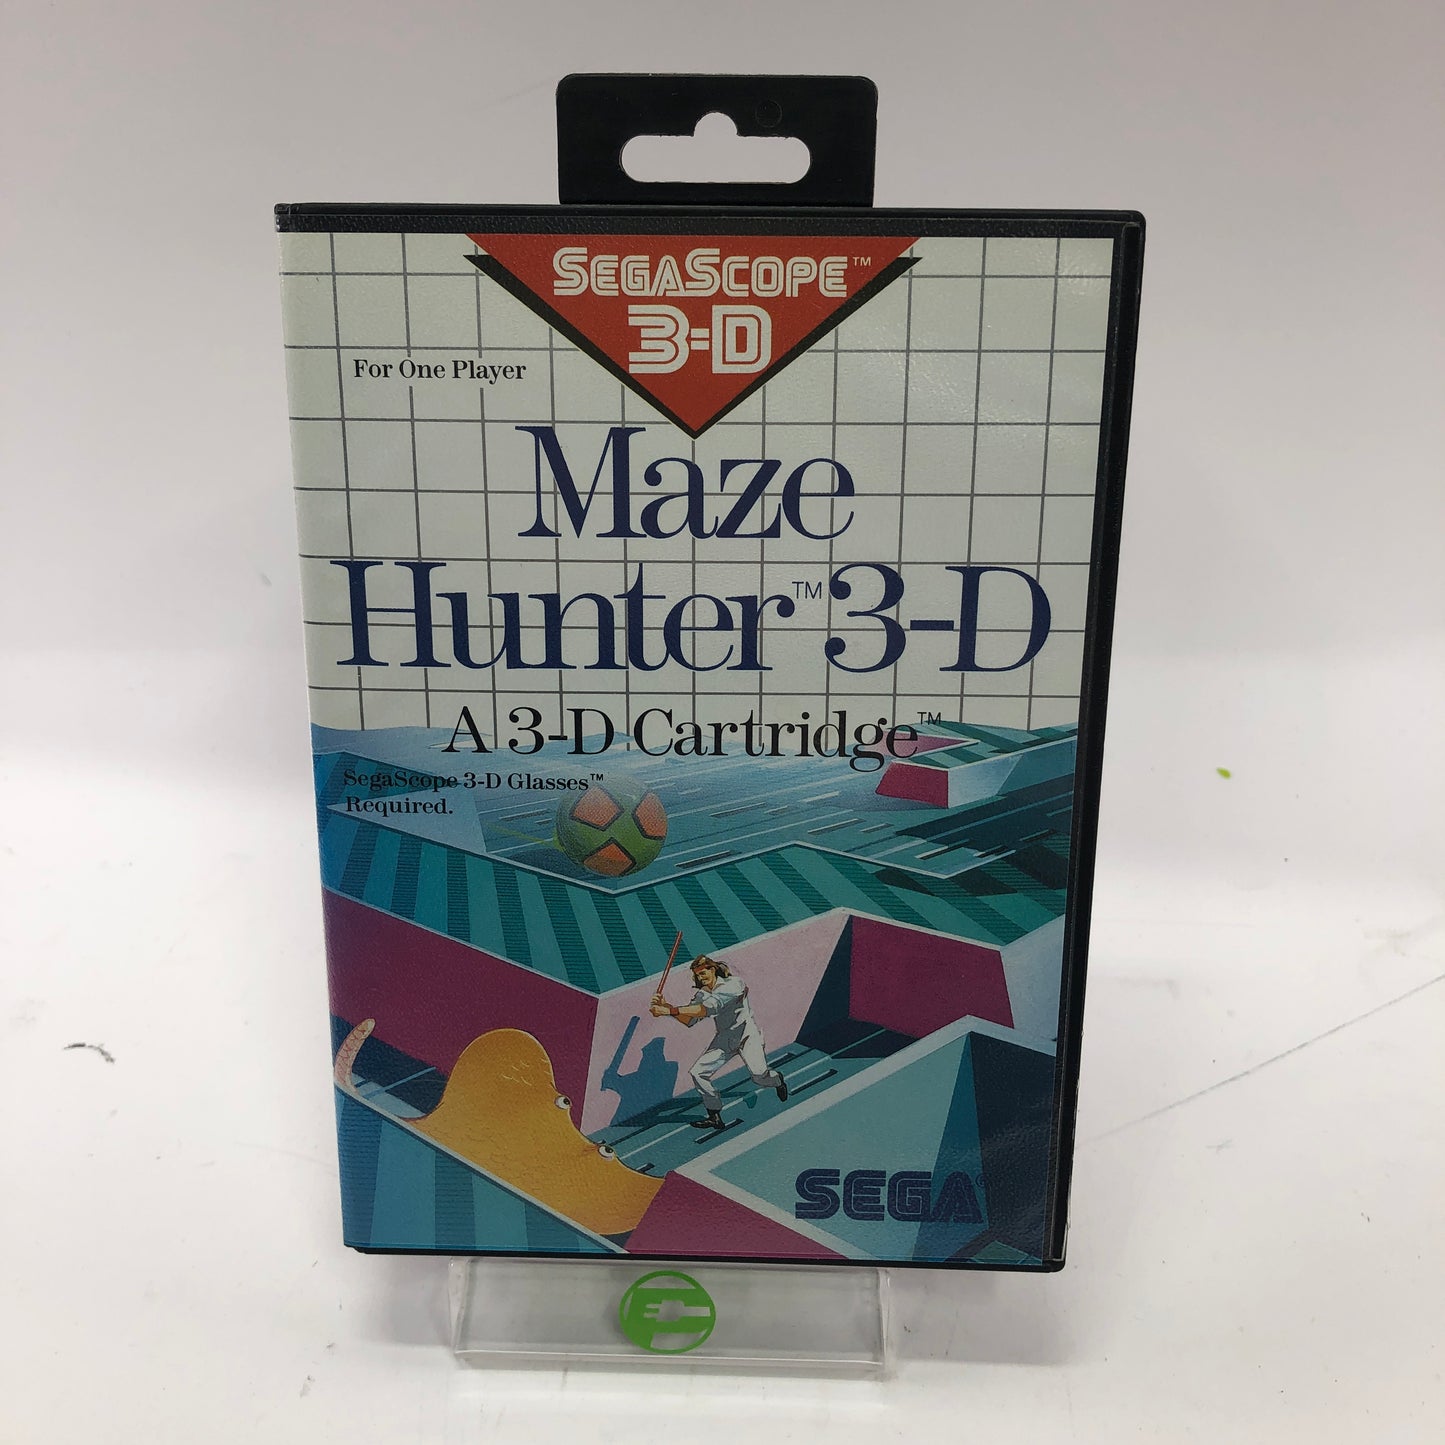 SEGASCOPE™
3-D
For One Player
Maze
Hunter™ 3-D
A 3-D Cartridge™
SegaScope 3-D Glasses™
Required.
SEGA®